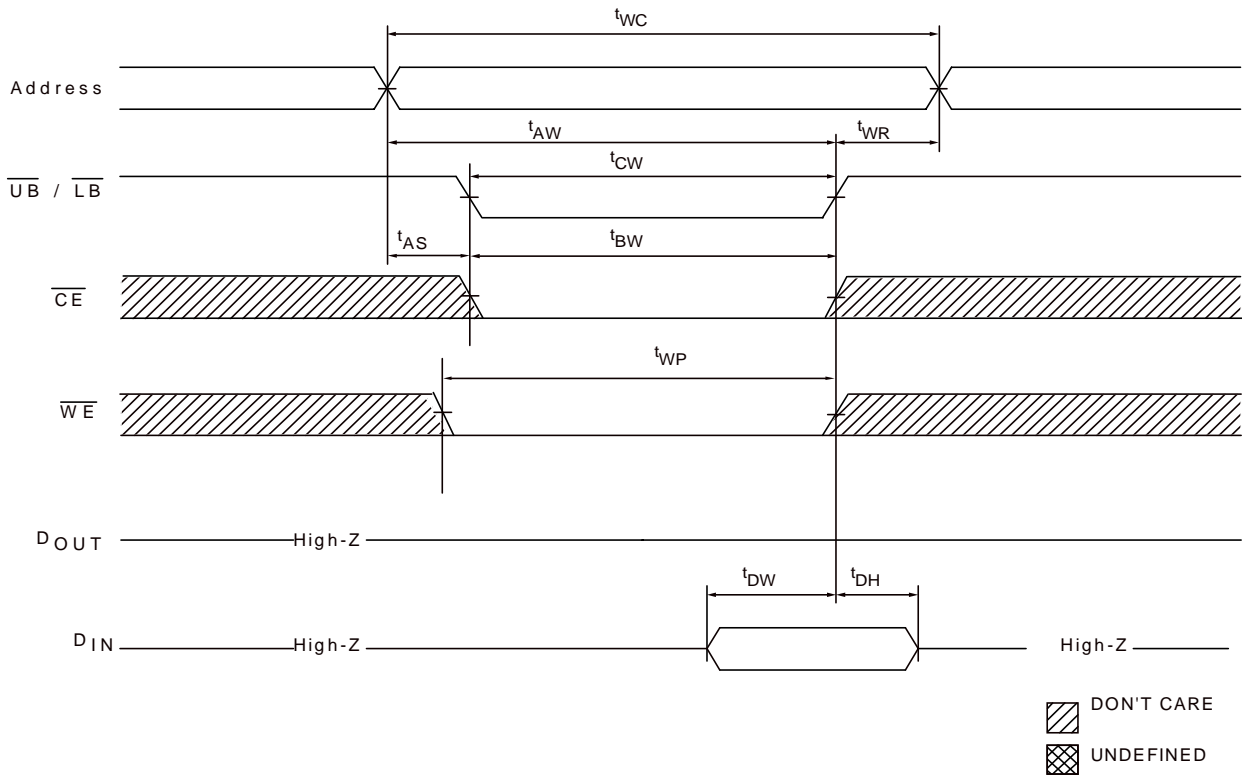 tWC
Address
tAW
tWR
tCW
UB / LB
tAS
tBW
CE
tWP
WE
DOUT High-Z
tDW
tDH
DIN High-Z High-Z
DON'T CARE
UNDEFINED